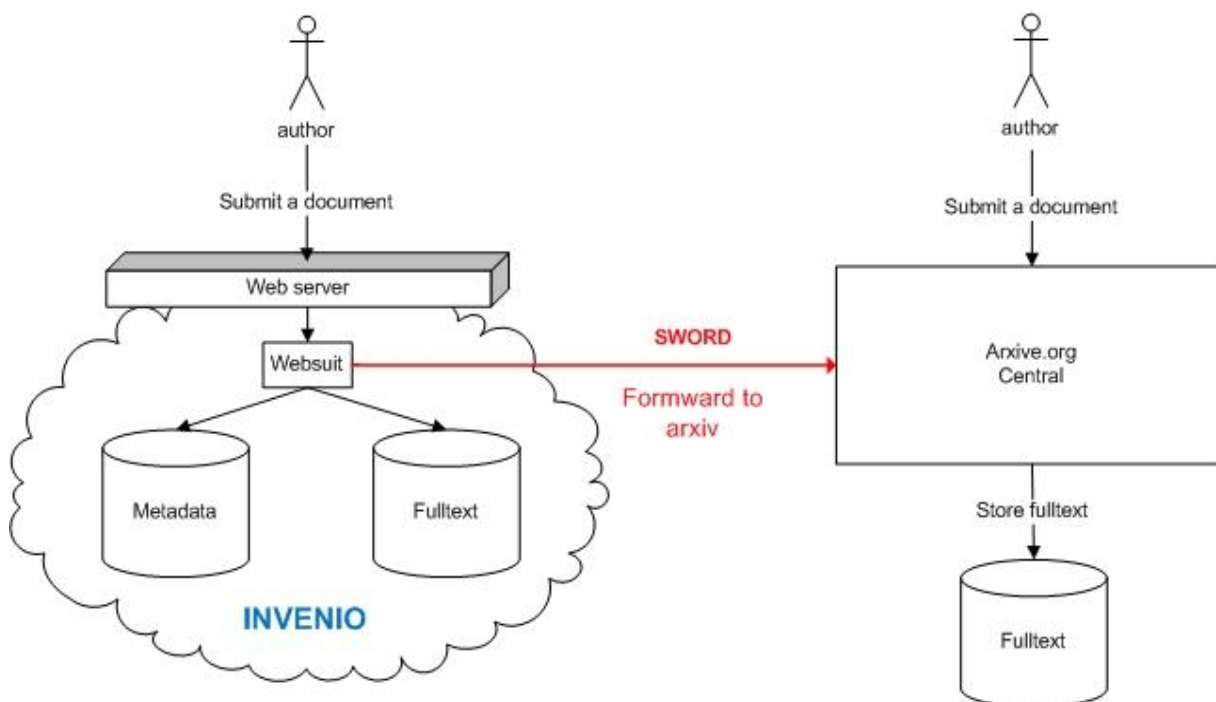 author
Submit a document
Web server
Websuit
Metadata
Fulltext
INVENIO
SWORD
Formward to
arxiv
author
Submit a document
Arxive.org
Central
Store fulltext
Fulltext